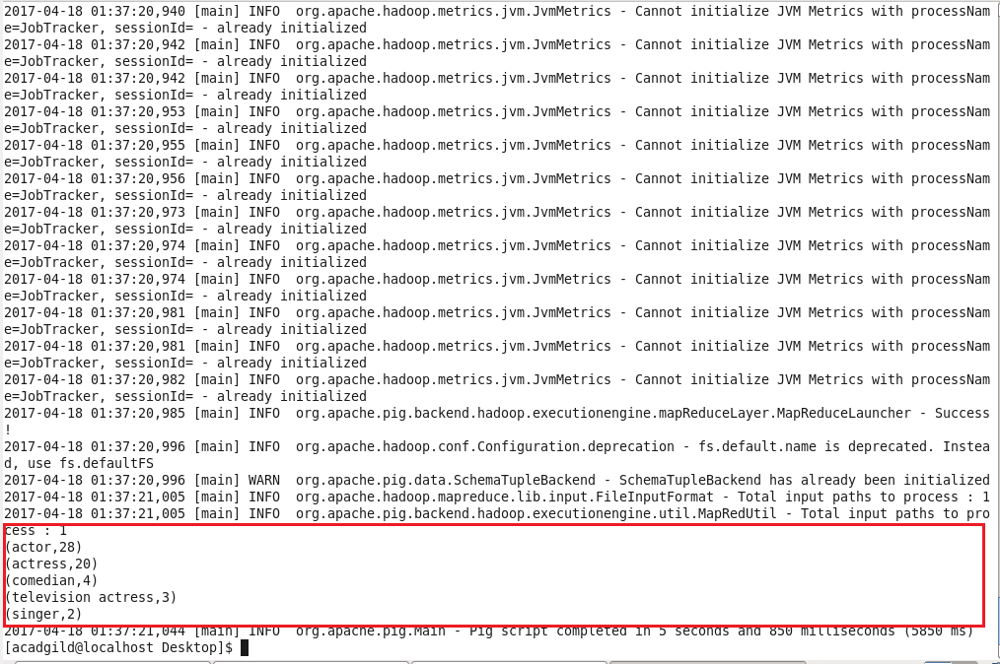 2017-04-18 01:37:20,940 [main] INFO  org.apache.hadoop.metrics.jvm.JvmMetrics - Cannot initialize JVM Metrics with processNam
e=JobTracker, sessionId= - already initialized
2017-04-18 01:37:20,942 [main] INFO  org.apache.hadoop.metrics.jvm.JvmMetrics - Cannot initialize JVM Metrics with processNam
e=JobTracker, sessionId= - already initialized
2017-04-18 01:37:20,942 [main] INFO  org.apache.hadoop.metrics.jvm.JvmMetrics - Cannot initialize JVM Metrics with processNam
e=JobTracker, sessionId= - already initialized
2017-04-18 01:37:20,953 [main] INFO  org.apache.hadoop.metrics.jvm.JvmMetrics - Cannot initialize JVM Metrics with processNam
e=JobTracker, sessionId= - already initialized
2017-04-18 01:37:20,955 [main] INFO  org.apache.hadoop.metrics.jvm.JvmMetrics - Cannot initialize JVM Metrics with processNam
e=JobTracker, sessionId= - already initialized
2017-04-18 01:37:20,956 [main] INFO  org.apache.hadoop.metrics.jvm.JvmMetrics - Cannot initialize JVM Metrics with processNam
e=JobTracker, sessionId= - already initialized
2017-04-18 01:37:20,973 [main] INFO  org.apache.hadoop.metrics.jvm.JvmMetrics - Cannot initialize JVM Metrics with processNam
e=JobTracker, sessionId= - already initialized
2017-04-18 01:37:20,974 [main] INFO  org.apache.hadoop.metrics.jvm.JvmMetrics - Cannot initialize JVM Metrics with processNam
e=JobTracker, sessionId= - already initialized
2017-04-18 01:37:20,974 [main] INFO  org.apache.hadoop.metrics.jvm.JvmMetrics - Cannot initialize JVM Metrics with processNam
e=JobTracker, sessionId= - already initialized
2017-04-18 01:37:20,981 [main] INFO  org.apache.hadoop.metrics.jvm.JvmMetrics - Cannot initialize JVM Metrics with processNam
e=JobTracker, sessionId= - already initialized
2017-04-18 01:37:20,981 [main] INFO  org.apache.hadoop.metrics.jvm.JvmMetrics - Cannot initialize JVM Metrics with processNam
e=JobTracker, sessionId= - already initialized
2017-04-18 01:37:20,982 [main] INFO  org.apache.hadoop.metrics.jvm.JvmMetrics - Cannot initialize JVM Metrics with processNam
e=JobTracker, sessionId= - already initialized
2017-04-18 01:37:20,985 [main] INFO  org.apache.pig.backend.hadoop.executionengine.mapReduceLayer.MapReduceLauncher - Success
!
2017-04-18 01:37:20,996 [main] INFO  org.apache.hadoop.conf.Configuration.deprecation - fs.default.name is deprecated. Instea
d, use fs.defaultFS
2017-04-18 01:37:20,996 [main] WARN  org.apache.pig.data.SchemaTupleBackend - SchemaTupleBackend has already been initialized
2017-04-18 01:37:21,005 [main] INFO  org.apache.hadoop.mapreduce.lib.input.FileInputFormat - Total input paths to process : 1
2017-04-18 01:37:21,005 [main] INFO  org.apache.pig.backend.hadoop.executionengine.util.MapRedUtil - Total input paths to pro
cess : 1
(actor,28)
(actress,20)
(comedian,4)
(television actress,3)
(singer,2)
2017-04-18 01:37:21,044 [main] INFO  org.apache.pig.Main - Pig script completed in 5 seconds and 850 milliseconds (5850 ms)
[acadgild@localhost Desktop]$